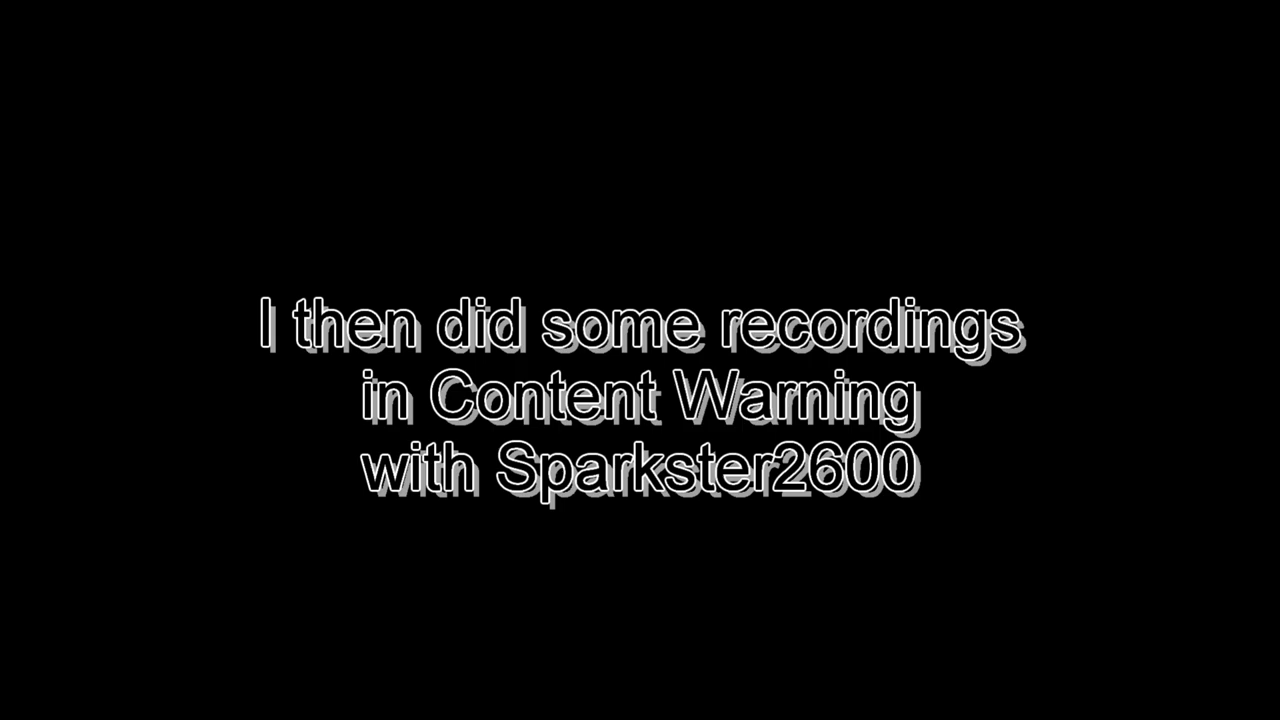 I then did some recordings
in Content Warning
with Sparkster2600